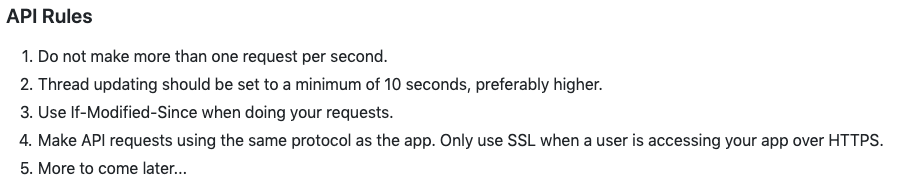 API Rules
1. Do not make more than one request per second.
2. Thread updating should be set to a minimum of 10 seconds, preferably higher.
3. Use If-Modified-Since when doing your requests.
4. Make API requests using the same protocol as the app. Only use SSL when a user is accessing your app over HTTPS.
5. More to come later...